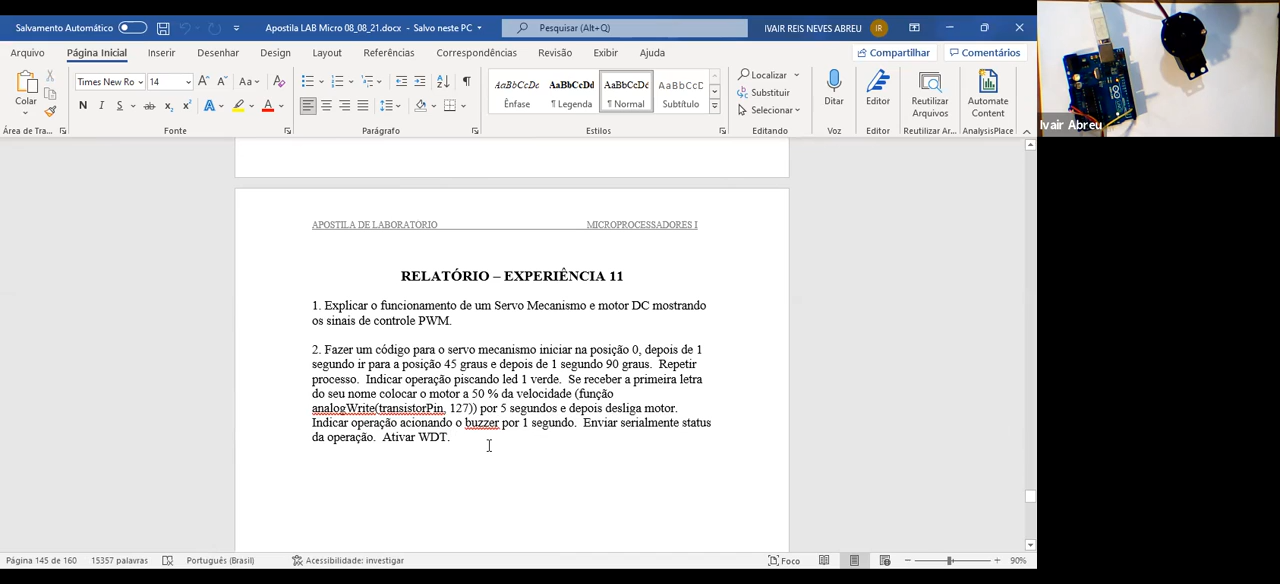 Salvamento Automático
Apostila LAB Micro 08_08_21.docx - Salvo neste PC
Pesquisar (Alt+Q)
IVAIR REIS NEVES ABREU
IR
Arquivo Página Inicial Inserir Desenhar Design Layout Referências Correspondências Revisão Exibir Ajuda
Compartilhar Comentários
Colar
Times New Ro 14
N I S ab x₂ x²
AaBbCcDc AaBbCcDc AaBbCcDc AaBbCcD
Ênfase ¶ Legenda ¶ Normal Subtítulo
Localizar
Substituir
Selecionar
Ditar
Editor
Reutilizar Arquivos
Automate Content
Área de Tra... Fonte Parágrafo Estilos Editando Voz Editor Reutilizar Ar... AnalysisPlace
Ivair Abreu
APOSTILA DE LABORATORIO MICROPROCESSADORES I
RELATÓRIO – EXPERIÊNCIA 11
1. Explicar o funcionamento de um Servo Mecanismo e motor DC mostrando
os sinais de controle PWM.
2. Fazer um código para o servo mecanismo iniciar na posição 0, depois de 1
segundo ir para a posição 45 graus e depois de 1 segundo 90 graus. Repetir
processo. Indicar operação piscando led 1 verde. Se receber a primeira letra
do seu nome colocar o motor a 50 % da velocidade (função
analogWrite(transistorPin, 127)) por 5 segundos e depois desliga motor.
Indicar operação acionando o buzzer por 1 segundo. Enviar serialmente status
da operação. Ativar WDT.
Página 145 de 160 15357 palavras Português (Brasil) Acessibilidade: investigar Foco 90%